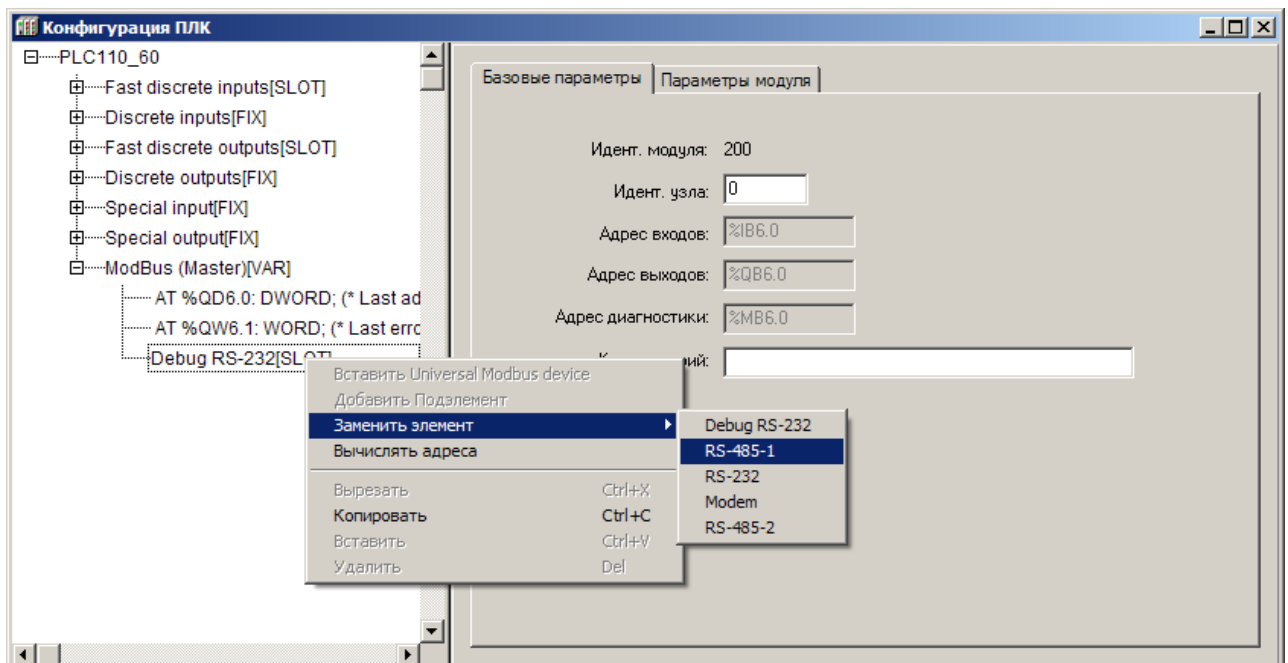 Конфигурация ПЛК
PLC110_60
Fast discrete inputs[SLOT]
Discrete inputs[FIX]
Fast discrete outputs[SLOT]
Discrete outputs[FIX]
Special input[FIX]
Special output[FIX]
ModBus (Master)[VAR]
AT %QD6.0: DWORD; (* Last ad
AT %QW6.1: WORD; (* Last errc
Debug RS-232[SLOT]
Базовые параметры
Параметры модуля
Идент. модуля: 200
Идент. узла: 0
Адрес входов: %IB6.0
Адрес выходов: %QB6.0
Адрес диагностики: %MB6.0
Вставить Universal Modbus device
Добавить Подэлемент
Заменить элемент
Вычислять адреса
Вырезать Ctrl+X
Копировать Ctrl+C
Вставить Ctrl+V
Удалить Del
Debug RS-232
RS-485-1
RS-232
Modem
RS-485-2